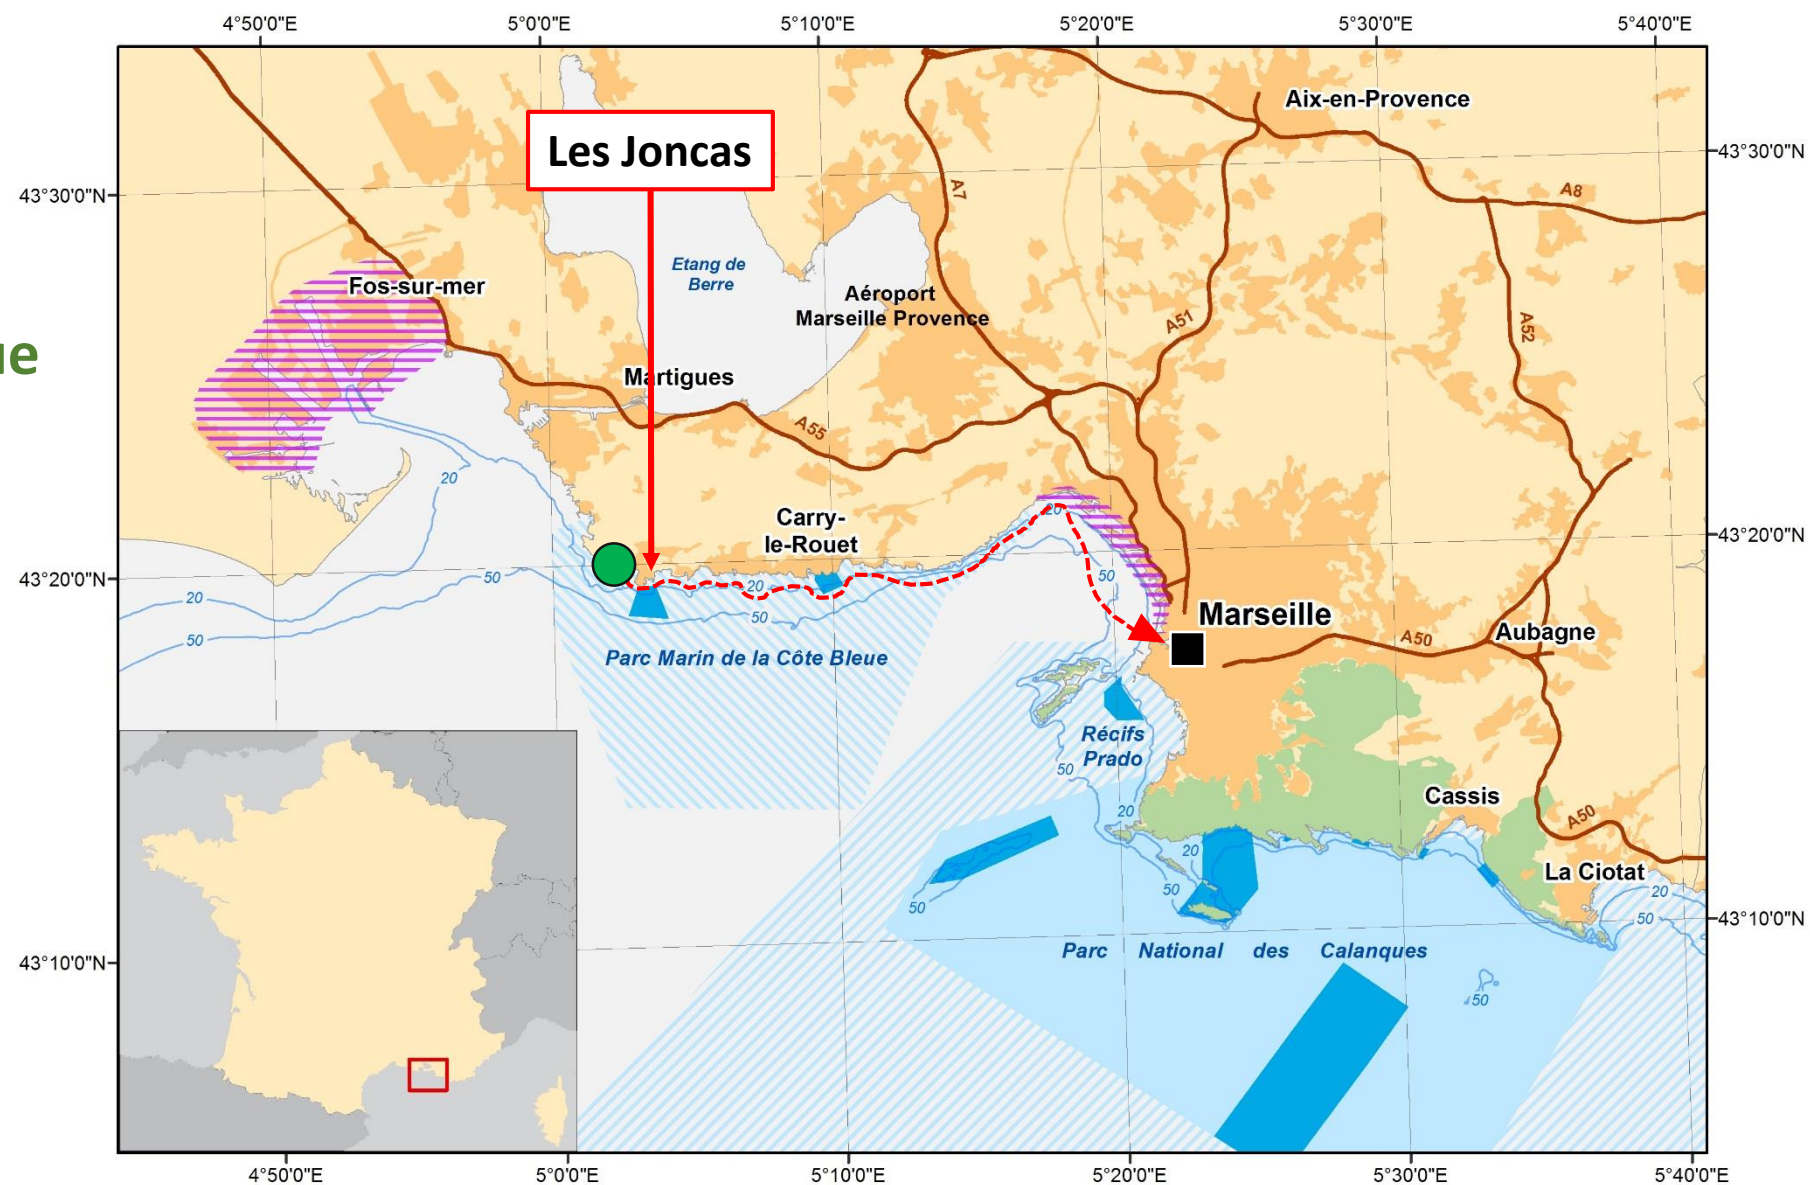 4°50'0"E
5°0'0"E
5°10'0"E
5°20'0"E
5°30'0"E
5°40'0"E
Aix-en-Provence
Les Joncas
43°30'0"N
43°30'0"N
A7
A8
Etang de
Berre
Fos-sur-mer
Aéroport
Marseille Provence
A51
A52
ue
Martigues
A55
20
Carry-
le-Rouet
20
43°20'0"N
43°20'0"N
50
50
20
20
50
50
Marseille
A50
Aubagne
Parc Marin de la Côte Bleue
Récifs
Prado
50
Cassis
20
A50
20
La Ciotat
50
20
50
50
43°10'0"N
Parc National des Calanques
43°10'0"N
50
4°50'0"E
5°0'0"E
5°10'0"E
5°20'0"E
5°30'0"E
5°40'0"E